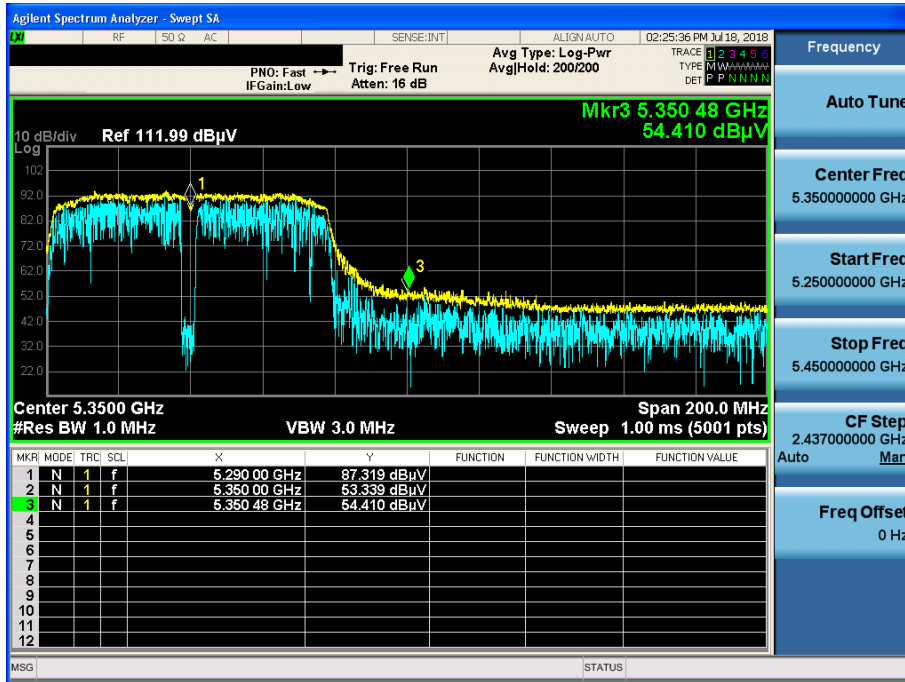 Agilent Spectrum Analyzer - Swept SA
LXI RF 50 Ω AC SENSE:INT ALIGN AUTO 02:25:36 PM Jul 18, 2018
PNO: Fast Trig: Free Run Avg Type: Log-Pwr TRACE 1 2 3 4 5 6
IFGain:Low Atten: 16 dB Avg|Hold: 200/200 TYPE M W
DET P P N N N N
Frequency
Mkr3 5.350 48 GHz
54.410 dBµV
10 dB/div Ref 111.99 dBµV
Log
102
92.0
82.0
72.0
62.0
52.0
42.0
32.0
22.0
1
3
Center 5.3500 GHz Span 200.0 MHz
#Res BW 1.0 MHz VBW 3.0 MHz Sweep 1.00 ms (5001 pts)
MKR MODE TRC SCL X Y FUNCTION FUNCTION WIDTH FUNCTION VALUE
1 N 1 f 5.290 00 GHz 87.319 dBµV
2 N 1 f 5.350 00 GHz 53.339 dBµV
3 N 1 f 5.350 48 GHz 54.410 dBµV
4
5
6
7
8
9
10
11
12
MSG STATUS
Auto Tune
Center Freq
5.350000000 GHz
Start Freq
5.250000000 GHz
Stop Freq
5.450000000 GHz
CF Step
2.437000000 GHz
Auto Man
Freq Offset
0 Hz